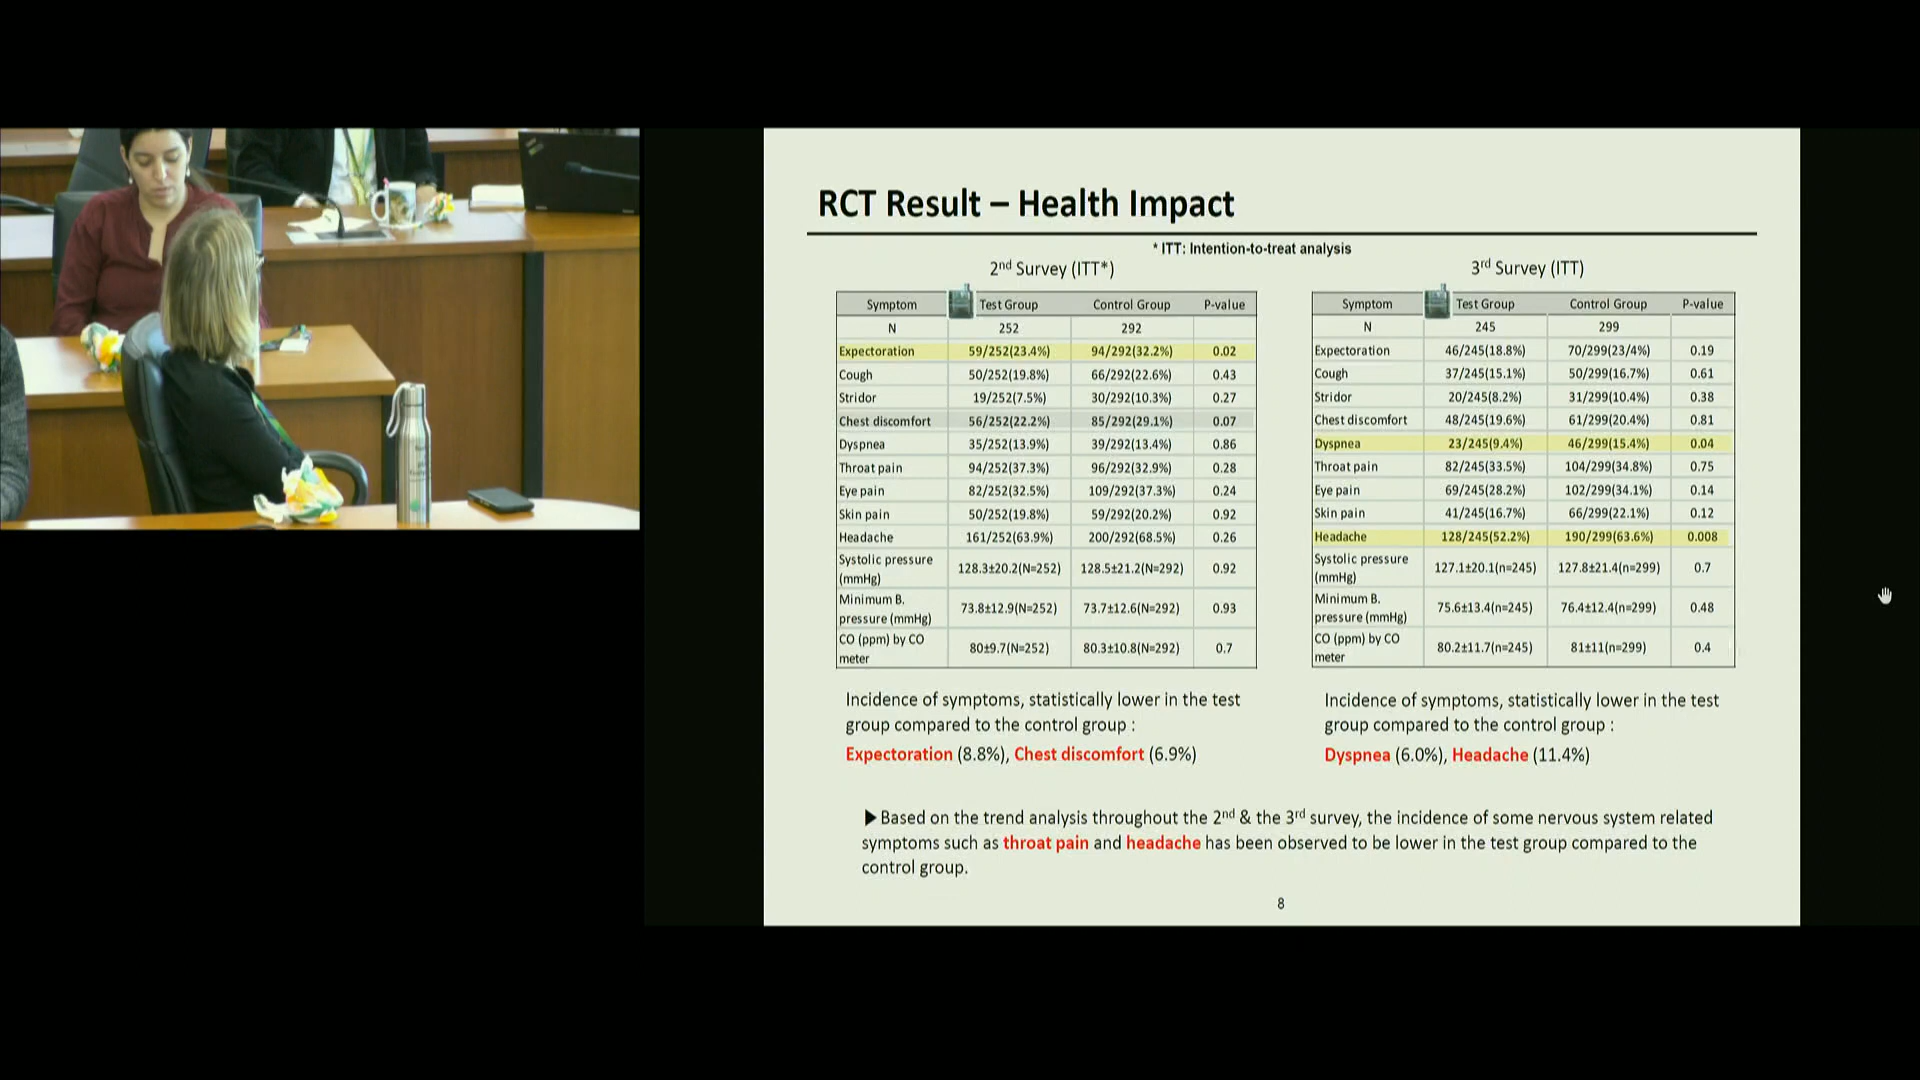 RCT Result – Health Impact
* ITT: Intention-to-treat analysis
2nd Survey (ITT*)
Symptom Test Group Control Group P-value
N 252 292
Expectoration 59/252(23.4%) 94/292(32.2%) 0.02
Cough 50/252(19.8%) 66/292(22.6%) 0.43
Stridor 19/252(7.5%) 30/292(10.3%) 0.27
Chest discomfort 56/252(22.2%) 85/292(29.1%) 0.07
Dyspnea 35/252(13.9%) 39/292(13.4%) 0.86
Throat pain 94/252(37.3%) 96/292(32.9%) 0.28
Eye pain 82/252(32.5%) 109/292(37.3%) 0.24
Skin pain 50/252(19.8%) 59/292(20.2%) 0.92
Headache 161/252(63.9%) 200/292(68.5%) 0.26
Systolic pressure
(mmHg) 128.3±20.2(N=252) 128.5±21.2(N=292) 0.92
Minimum B.
pressure (mmHg) 73.8±12.9(N=252) 73.7±12.6(N=292) 0.93
CO (ppm) by CO
meter 80±9.7(N=252) 80.3±10.8(N=292) 0.7
Incidence of symptoms, statistically lower in the test
group compared to the control group :
Expectoration (8.8%), Chest discomfort (6.9%)
3rd Survey (ITT)
Symptom Test Group Control Group P-value
N 245 299
Expectoration 46/245(18.8%) 70/299(23/4%) 0.19
Cough 37/245(15.1%) 50/299(16.7%) 0.61
Stridor 20/245(8.2%) 31/299(10.4%) 0.38
Chest discomfort 48/245(19.6%) 61/299(20.4%) 0.81
Dyspnea 23/245(9.4%) 46/299(15.4%) 0.04
Throat pain 82/245(33.5%) 104/299(34.8%) 0.75
Eye pain 69/245(28.2%) 102/299(34.1%) 0.14
Skin pain 41/245(16.7%) 66/299(22.1%) 0.12
Headache 128/245(52.2%) 190/299(63.6%) 0.008
Systolic pressure
(mmHg) 127.1±20.1(n=245) 127.8±21.4(n=299) 0.7
Minimum B.
pressure (mmHg) 75.6±13.4(n=245) 76.4±12.4(n=299) 0.48
CO (ppm) by CO
meter 80.2±11.7(n=245) 81±11(n=299) 0.4
Incidence of symptoms, statistically lower in the test
group compared to the control group :
Dyspnea (6.0%), Headache (11.4%)
▶Based on the trend analysis throughout the 2nd & the 3rd survey, the incidence of some nervous system related
symptoms such as throat pain and headache has been observed to be lower in the test group compared to the
control group.
8